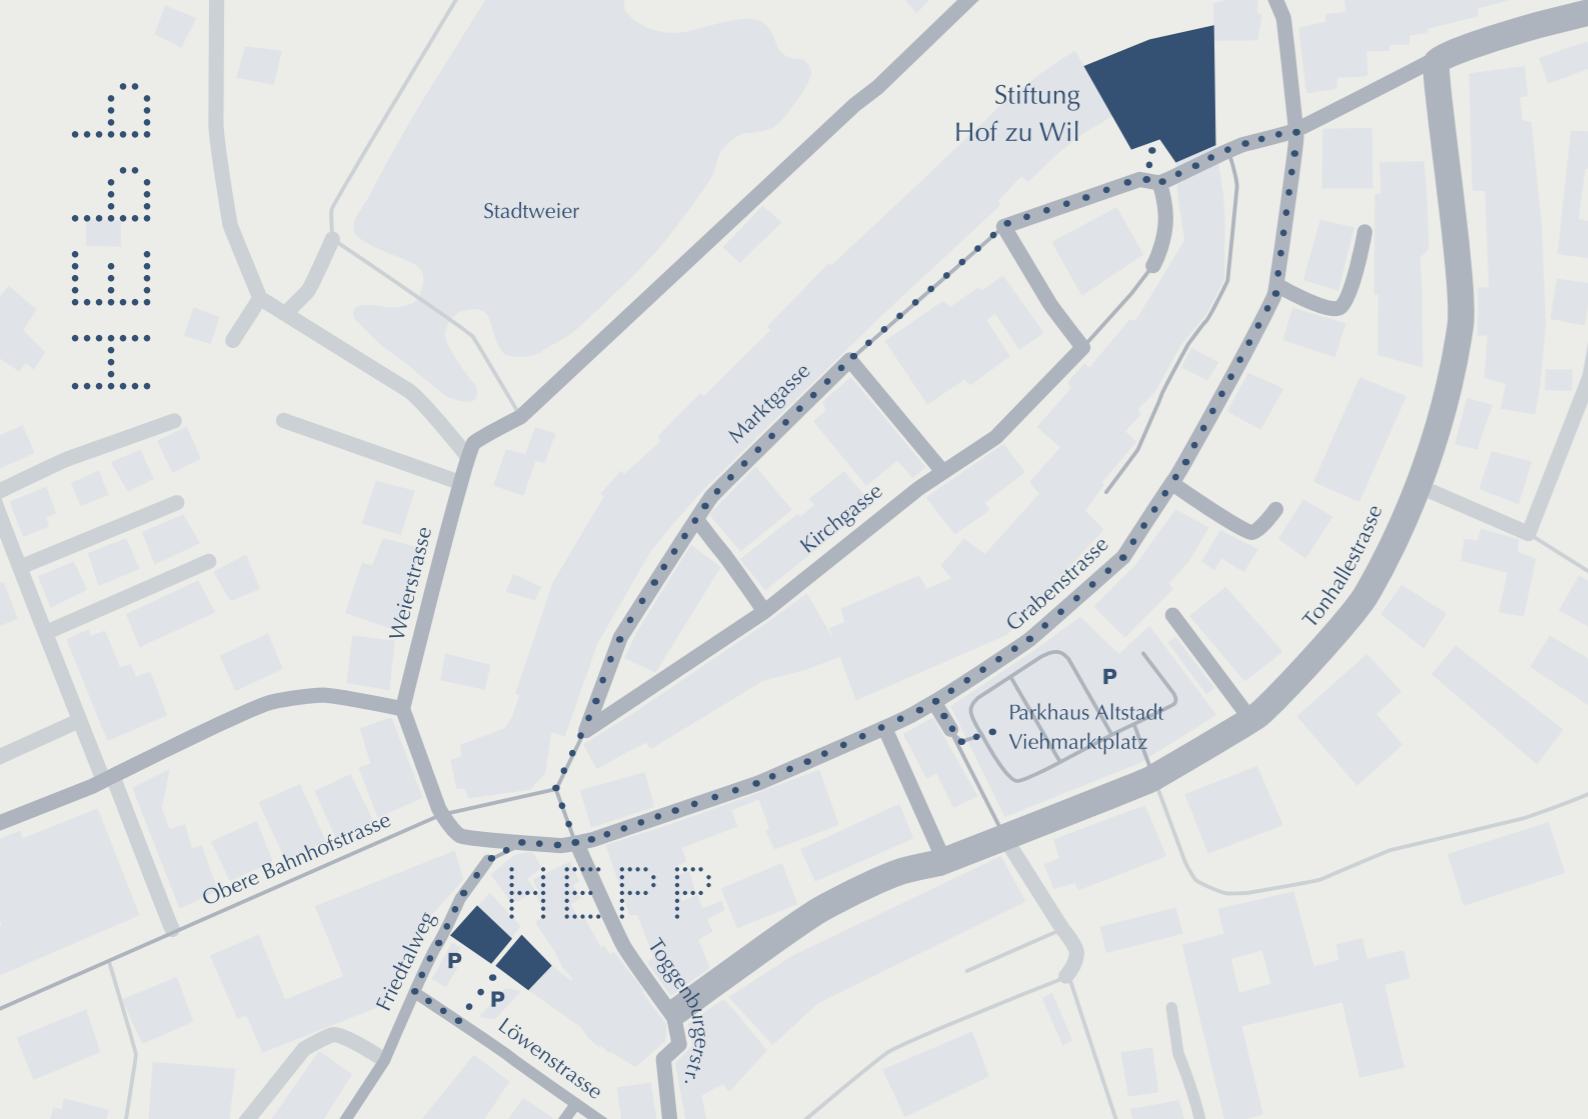 HEPP
Stiftung
Hof zu Wil
Stadtweier
Marktgasse
Kirchgasse
Weierstrasse
Grabenstrasse
Tonhallestrasse
P
Parkhaus Altstadt
Viehmarktplatz
Obere Bahnhofstrasse
HEPP
Friedtalweg
P
P
Toggenburgerstr.
Löwenstrasse